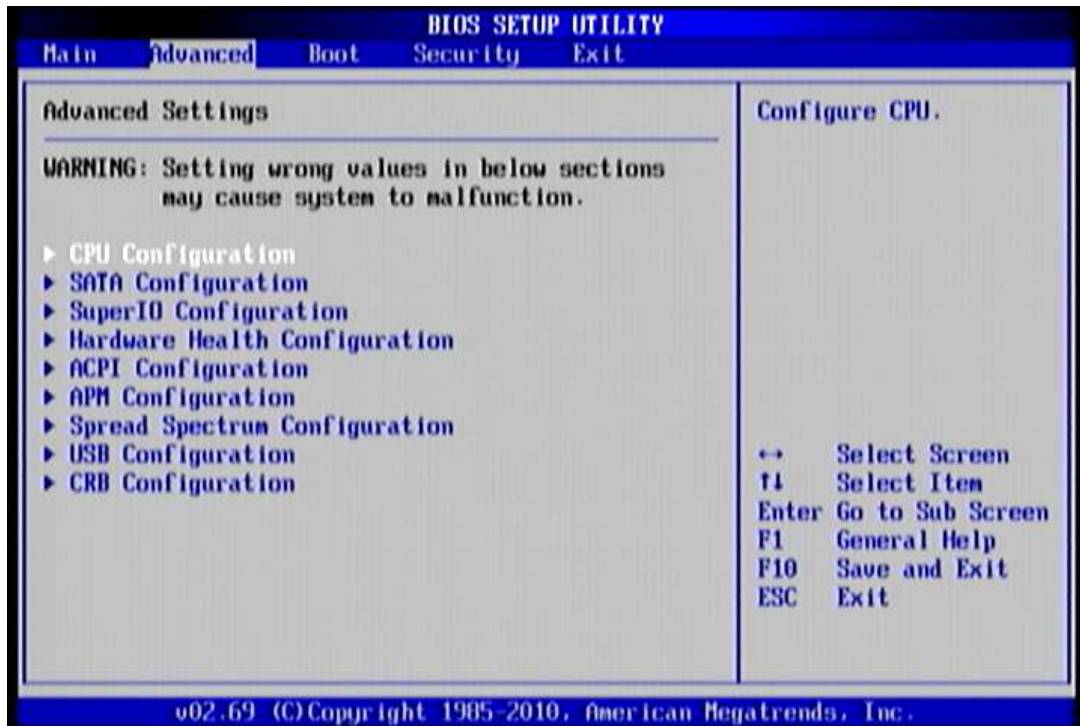 BIOS SETUP UTILITY
Main Advanced Boot Security Exit
Advanced Settings
WARNING: Setting wrong values in below sections
may cause system to malfunction.
▶ CPU Configuration
▶ SATA Configuration
▶ SuperIO Configuration
▶ Hardware Health Configuration
▶ ACPI Configuration
▶ APM Configuration
▶ Spread Spectrum Configuration
▶ USB Configuration
▶ CRB Configuration
Configure CPU.
↔ Select Screen
↑↓ Select Item
Enter Go to Sub Screen
F1 General Help
F10 Save and Exit
ESC Exit
v02.69 (C)Copyright 1985-2010, American Megatrends, Inc.